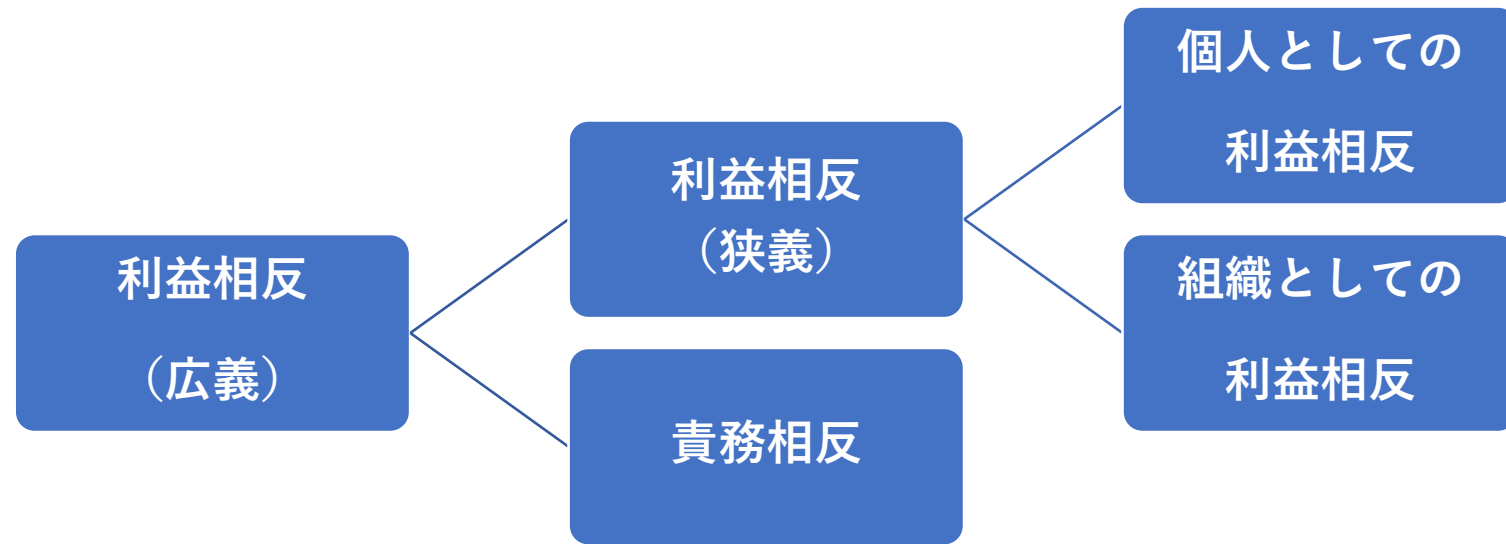 利益相反
（広義）
利益相反
（狭義）
責務相反
個人としての
利益相反
組織としての
利益相反